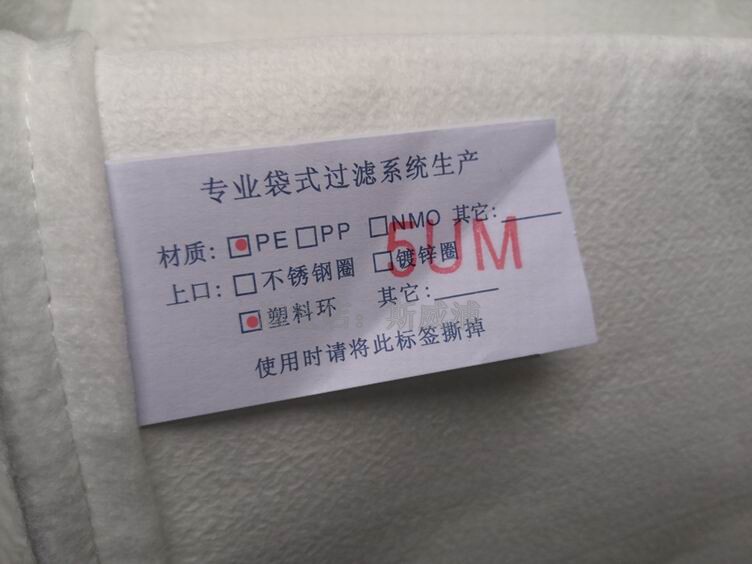 专业袋式过滤系统生产
材质：PE PP NMO 其它：
5UM
上口：不锈钢圈 镀锌圈
塑料环 其它：
使用时请将此标签撕掉